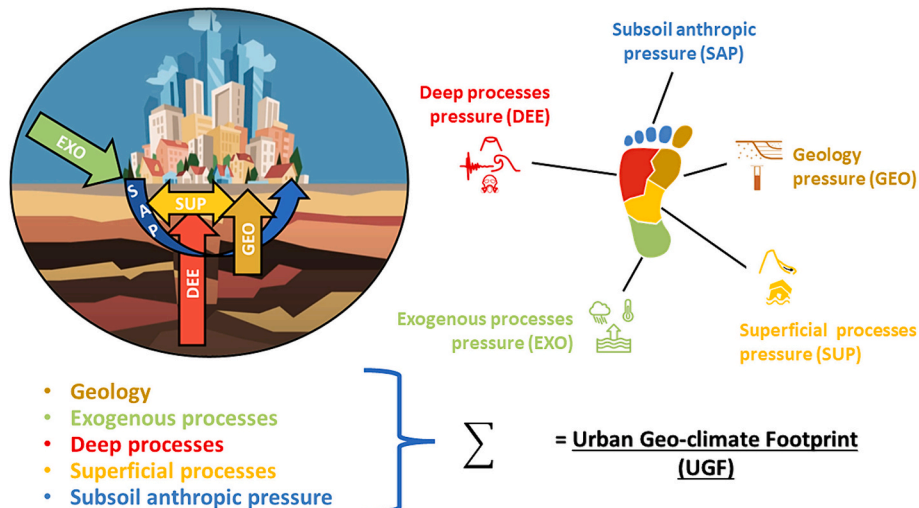 EXO
SAP
SUP
DEE
GEO
Subsoil anthropic
pressure (SAP)
Deep processes
pressure (DEE)
Geology
pressure (GEO)
Exogenous processes
pressure (EXO)
Superficial processes
pressure (SUP)
• Geology
• Exogenous processes
• Deep processes
• Superficial processes
• Subsoil anthropic pressure
∑ = Urban Geo-climate Footprint
(UGF)